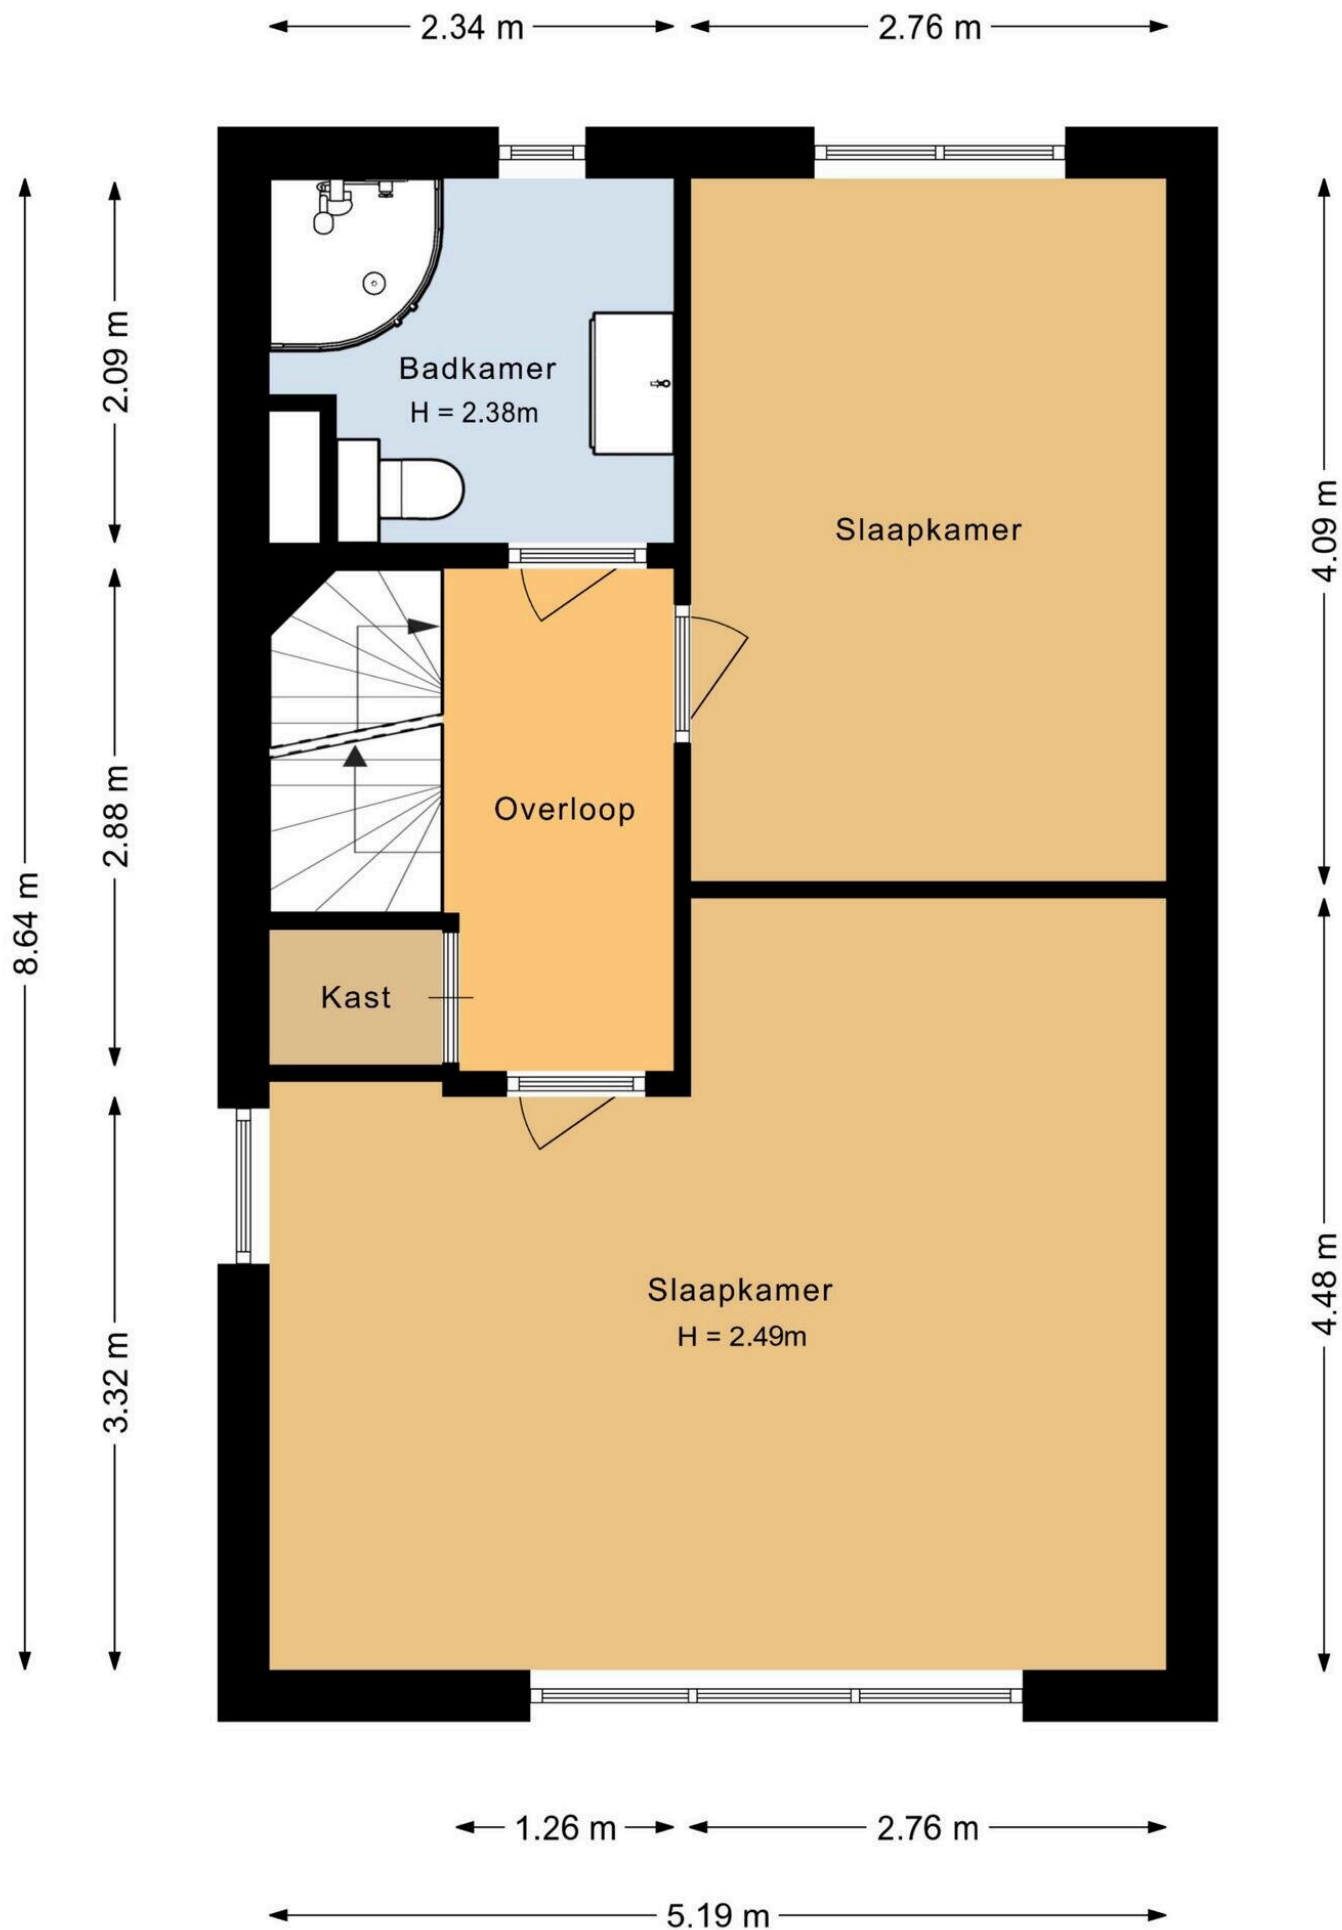 2.34 m
2.76 m
2.09 m
Badkamer
H = 2.38m
Slaapkamer
4.09 m
2.88 m
Overloop
8.64 m
Kast
Slaapkamer
H = 2.49m
4.48 m
3.32 m
1.26 m
2.76 m
5.19 m